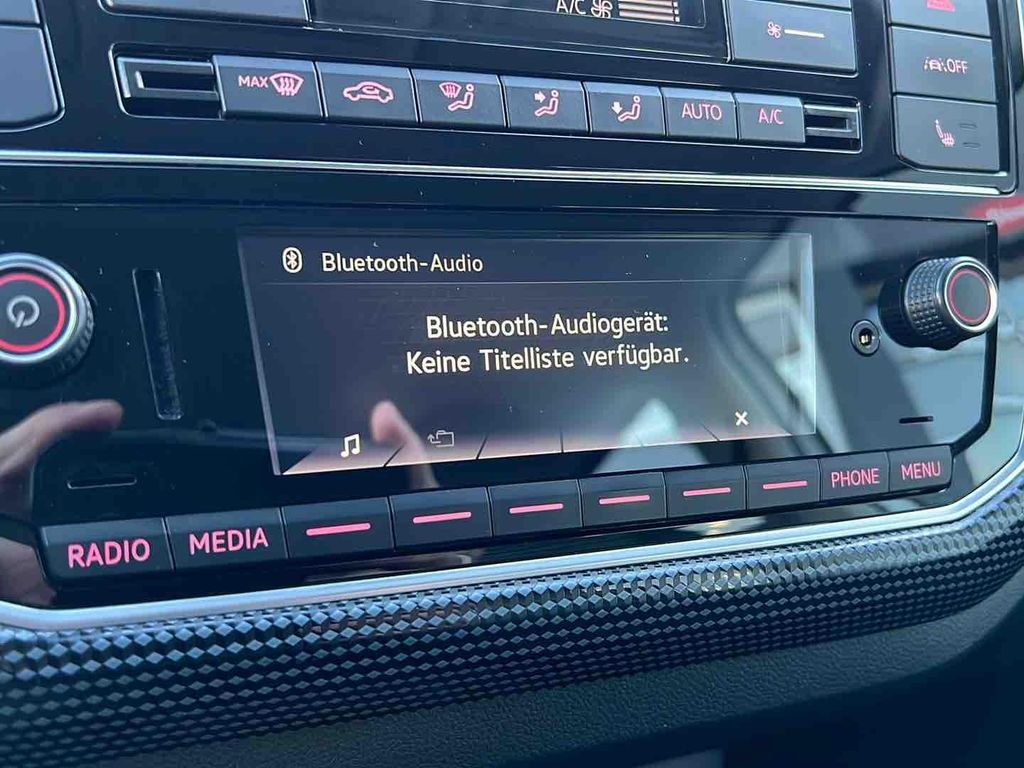 A/C
MAX
OFF
AUTO
A/C
Bluetooth-Audio
Bluetooth-Audiogerät:
Keine Titelliste verfügbar.
RADIO
MEDIA
PHONE
MENU